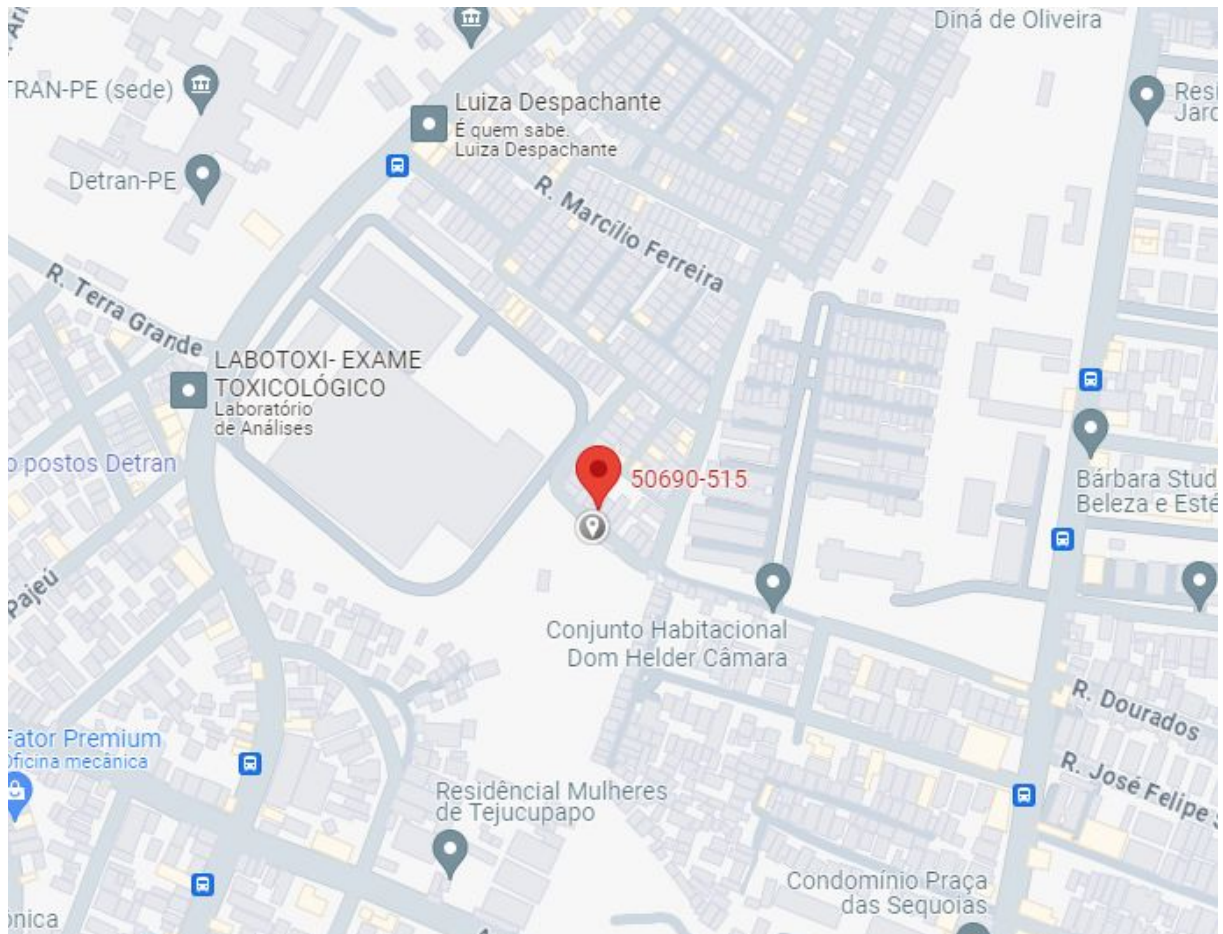 Diná de Oliveira
TRAN-PE (sede)
Luiza Despachante
É quem sabe.
Luiza Despachante
Resi
Jarc
Detran-PE
R. Marcílio Ferreira
R. Terra Grande
LABOTOXI- EXAME
TOXICOLÓGICO
Laboratório
de Análises
o postos Detran
50690-515
Bárbara Stud
Beleza e Esté
Pajeú
Conjunto Habitacional
Dom Helder Câmara
R. Dourados
Fator Premium
Oficina mecânica
R. José Felipe S
Residêncial Mulheres
de Tejucupapo
Condomínio Praça
das Sequoias
ônica